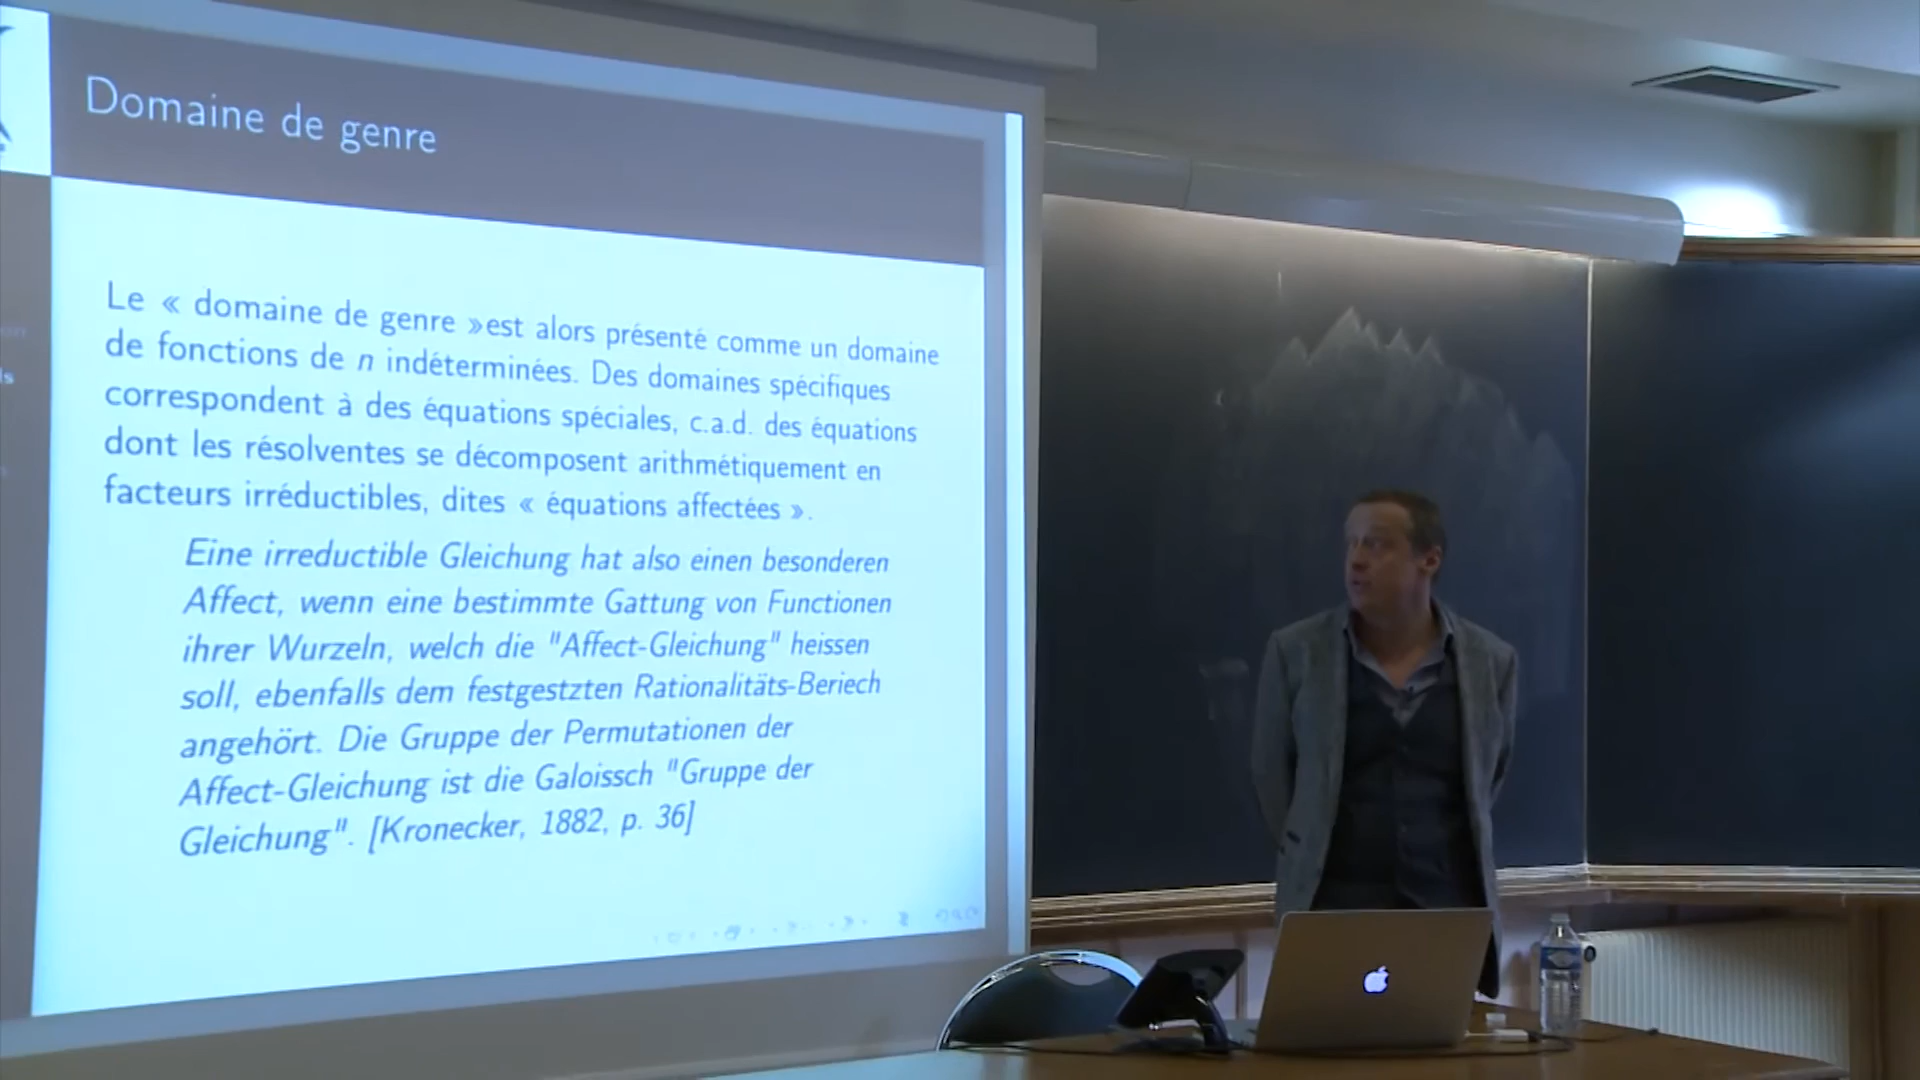 Domaine de genre
Le « domaine de genre »est alors présenté comme un domaine
de fonctions de n indéterminées. Des domaines spécifiques
correspondent à des équations spéciales, c.a.d. des équations
dont les résolventes se décomposent arithmétiquement en
facteurs irréductibles, dites « équations affectées ».
Eine irreductible Gleichung hat also einen besonderen
Affect, wenn eine bestimmte Gattung von Functionen
ihrer Wurzeln, welch die "Affect-Gleichung" heissen
soll, ebenfalls dem festgestzten Rationalitäts-Beriech
angehört. Die Gruppe der Permutationen der
Affect-Gleichung ist die Galoissch "Gruppe der
Gleichung". [Kronecker, 1882, p. 36]